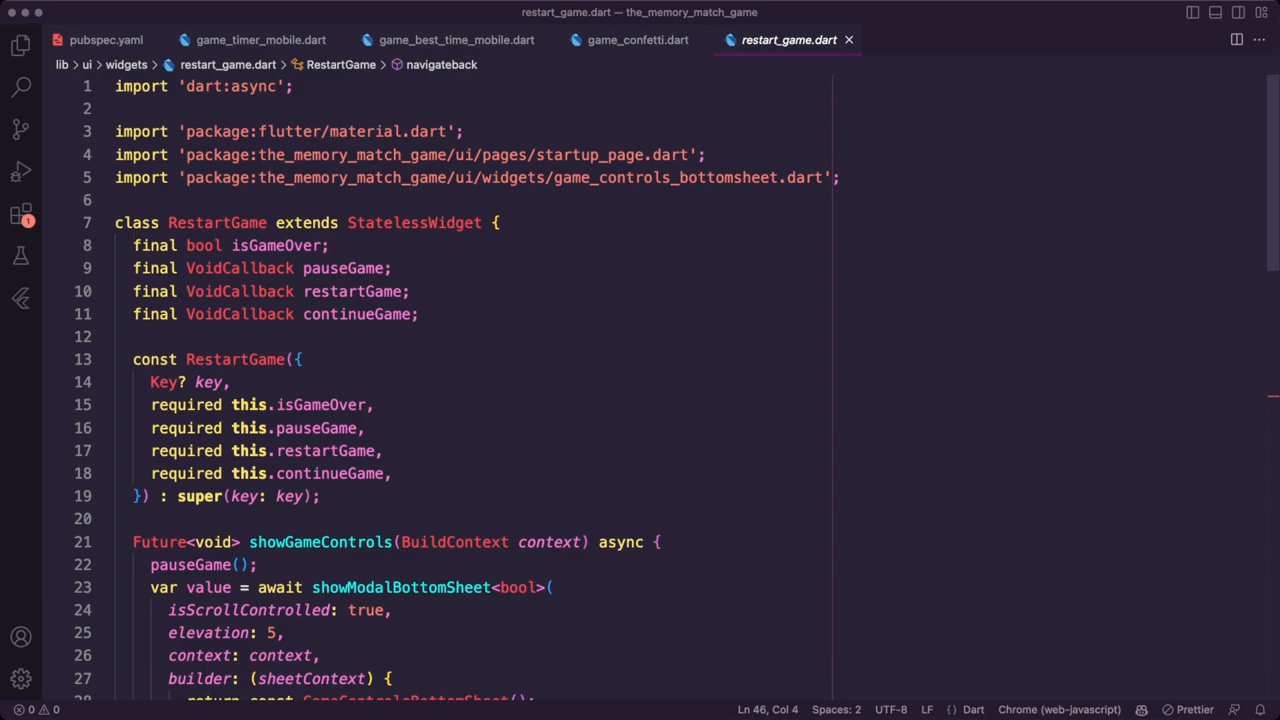 restart_game.dart — the_memory_match_game
pubspec.yaml game_timer_mobile.dart game_best_time_mobile.dart game_confetti.dart restart_game.dart
lib > ui > widgets > restart_game.dart > RestartGame > navigateback
1 import 'dart:async';
2
3 import 'package:flutter/material.dart';
4 import 'package:the_memory_match_game/ui/pages/startup_page.dart';
5 import 'package:the_memory_match_game/ui/widgets/game_controls_bottomsheet.dart';
6
7 class RestartGame extends StatelessWidget {
8 final bool isGameOver;
9 final VoidCallback pauseGame;
10 final VoidCallback restartGame;
11 final VoidCallback continueGame;
12
13 const RestartGame({
14 Key? key,
15 required this.isGameOver,
16 required this.pauseGame,
17 required this.restartGame,
18 required this.continueGame,
19 }) : super(key: key);
20
21 Future<void> showGameControls(BuildContext context) async {
22 pauseGame();
23 var value = await showModalBottomSheet<bool>(
24 isScrollControlled: true,
25 elevation: 5,
26 context: context,
27 builder: (sheetContext) {
28 return const GameControlsBottomSheet();
1
0 0 Ln 46, Col 4 Spaces: 2 UTF-8 LF {} Dart Chrome (web-javascript) Prettier